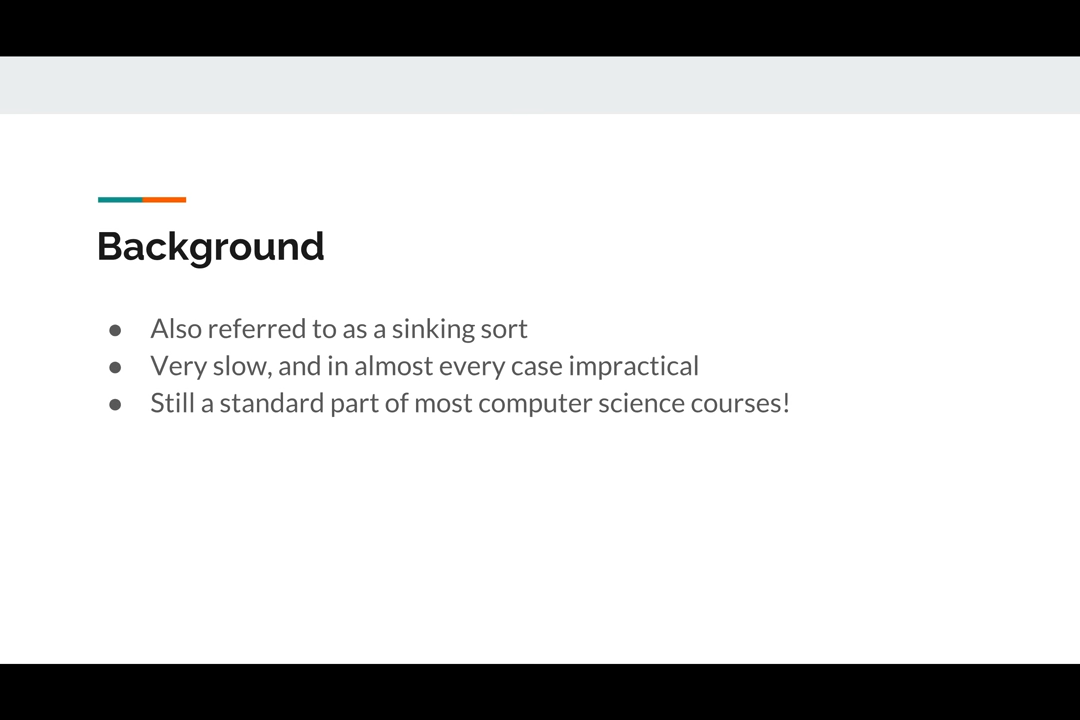 Background
● Also referred to as a sinking sort
● Very slow, and in almost every case impractical
● Still a standard part of most computer science courses!